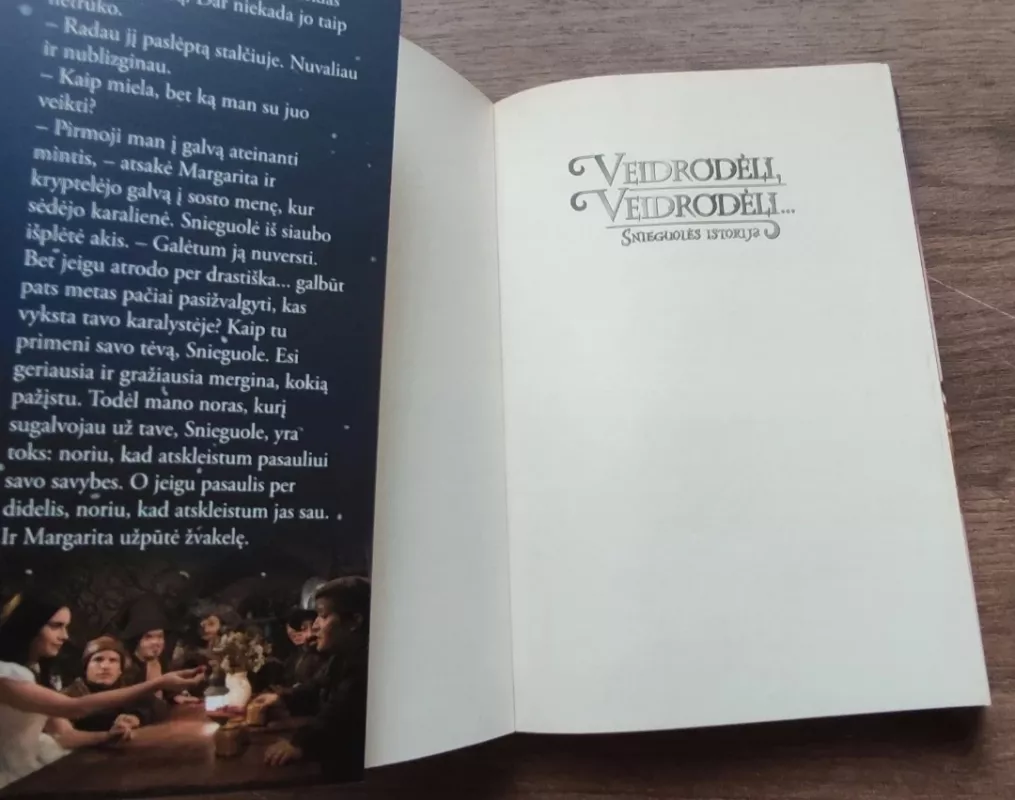 netruko.
Dar niekada jo taip
– Radau jį paslėptą stalčiuje. Nuvaliau
ir nublizginau.
– Kaip miela, bet ką man su juo
veikti?
– Pirmoji man į galvą ateinanti
mintis, – atsakė Margarita ir
kryptelėjo galvą į sosto menę, kur
sėdėjo karalienė. Snieguolė iš siaubo
išplėtė akis. – Galėtum ją nuversti.
Bet jeigu atrodo per drastiška... galbūt
pats metas pačiai pasižvalgyti, kas
vyksta tavo karalystėje? Kaip tu
primeni savo tėvą, Snieguole. Esi
geriausia ir gražiausia mergina, kokią
pažįstu. Todėl mano noras, kurį
sugalvojau už tave, Snieguole, yra
toks: noriu, kad atskleistum pasauliui
savo savybes. O jeigu pasaulis per
didelis, noriu, kad atskleistum jas sau.
Ir Margarita užpūtė žvakelę.
VEIDRODĖLI,
VEIDRODĖLI...
SNIEGUOLĖS ISTORIJA